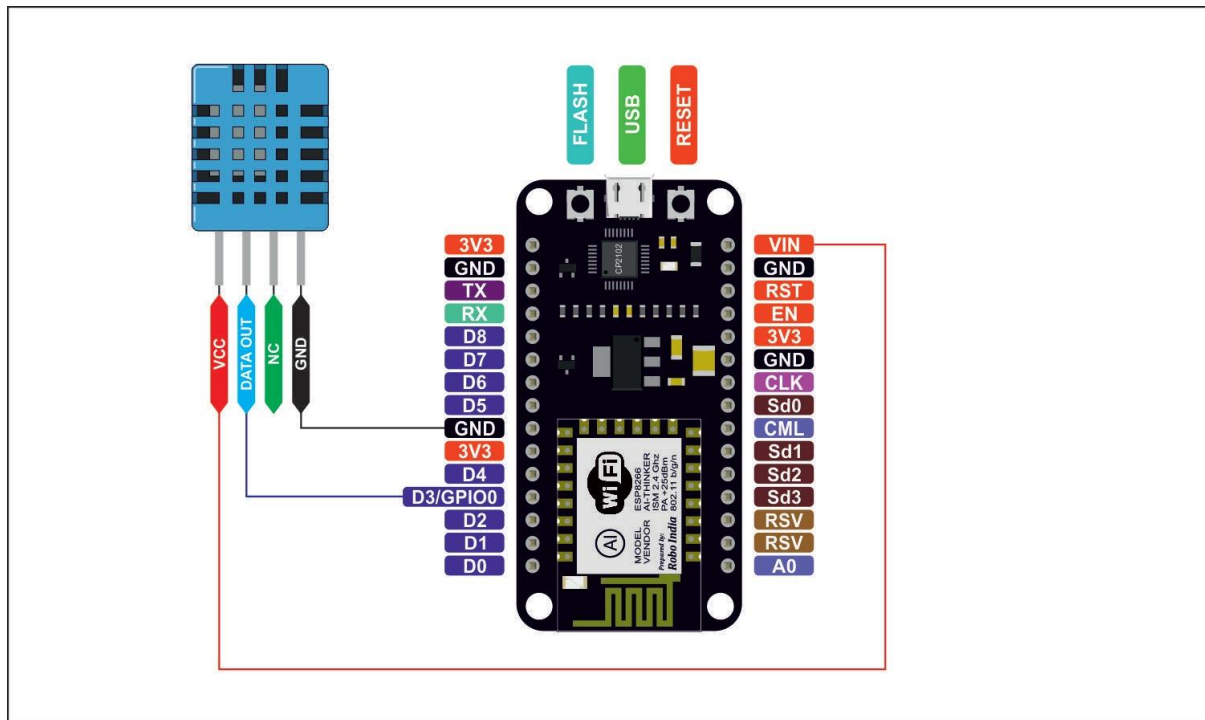 FLASH
USB
RESET
VCC
DATA OUT
NC
GND
3V3
GND
TX
RX
D8
D7
D6
D5
GND
3V3
D4
D3/GPIO0
D2
D1
D0
CP2102
WiFi
AI
MODEL
VENDOR
ESP8266
AI-THINKER
ISM 2.4 Ghz
PA +25dBm
802.11 b/g/n
Prepared by:
Robo India
VIN
GND
RST
EN
3V3
GND
CLK
Sd0
CML
Sd1
Sd2
Sd3
RSV
RSV
A0